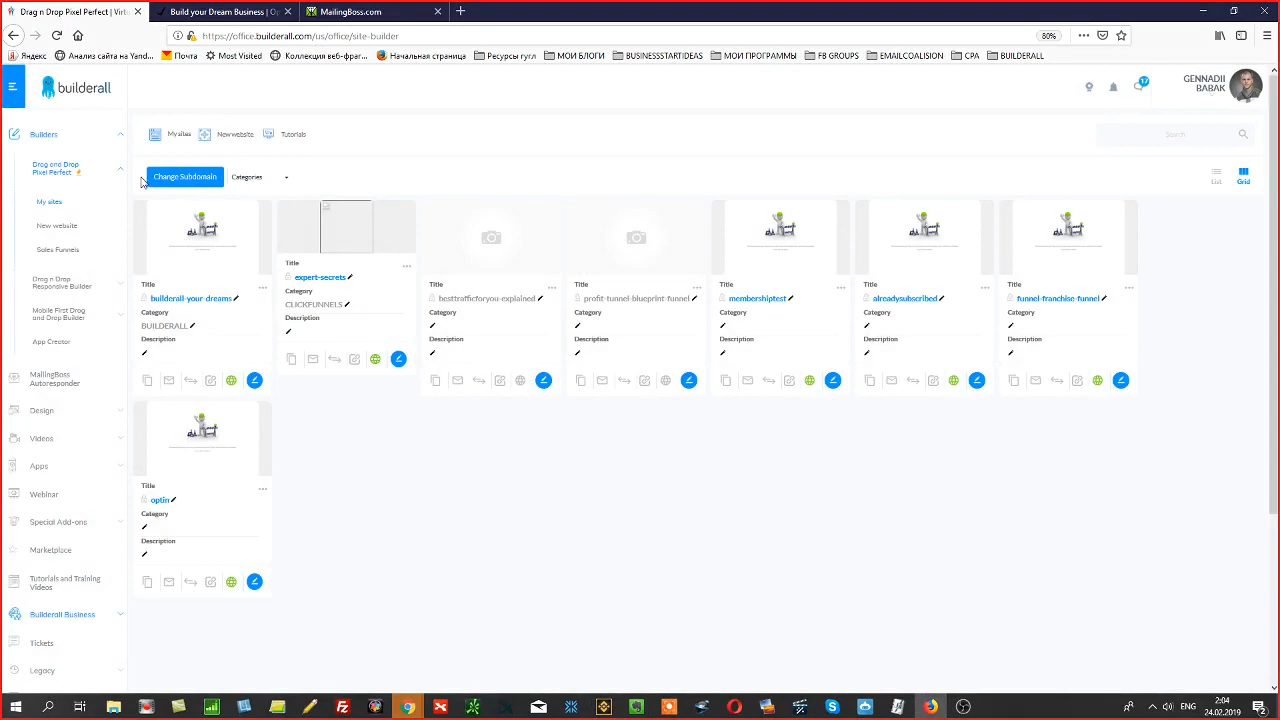 Drag n Drop Pixel Perfect | Virtu
Build your Dream Business | Op
MailingBoss.com
https://office.builderall.com/us/office/site-builder
80%
Яндекс
Анализ сайта на Yand...
Почта
Most Visited
Коллекция веб-фраг...
Начальная страница
Ресурсы гугл
МОИ БЛОГИ
BUSINESSSTARTIDEAS
МОИ ПРОГРАММЫ
FB GROUPS
EMAILCOALISION
CPA
BUILDERALL
builderall
17
GENNADII
BABAK
Builders
Drag and Drop
Pixel Perfect
My sites
New website
Sales Funnels
Drag n Drop
Responsive Builder
Mobile First Drag
and Drop Builder
App Creator
MailingBoss
Autoresponder
Design
Videos
Apps
Webinar
Special Add-ons
Marketplace
Tutorials and Training
Videos
Builderall Business
Tickets
Legacy
My sites
New website
Tutorials
Search
Change Subdomain
Categories
List
Grid
Title
builderall-your-dreams
Category
BUILDERALL
Description
Title
expert-secrets
Category
CLICKFUNNELS
Description
Title
besttrafficforyou-explained
Category
Description
Title
profit-tunnel-blueprint-funnel
Category
Description
Title
membershiptest
Category
Description
Title
alreadysubscribed
Category
Description
Title
funnel-franchise-funnel
Category
Description
Title
optin
Category
Description
ENG
2:04
24.02.2019